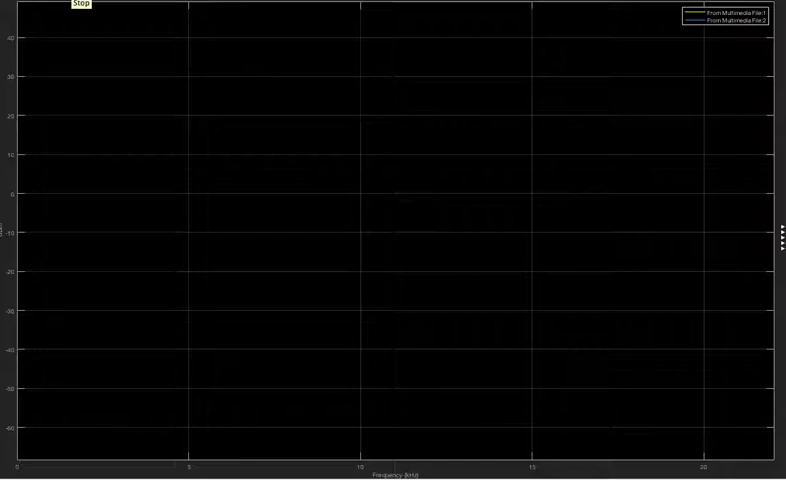 Stop
From Multimedia File:1
From Multimedia File:2
40
30
20
10
0
-10
-20
-30
-40
-50
-60
0 5 10 15 20
Frequency (kHz)